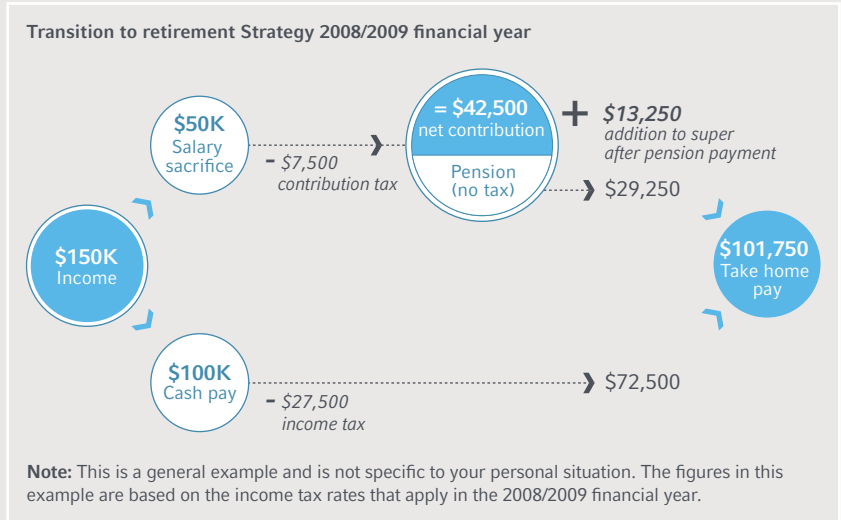 Transition to retirement Strategy 2008/2009 financial year
$50K
Salary
sacrifice
- $7,500
contribution tax
= $42,500
net contribution
Pension
(no tax)
+ $13,250
addition to super
after pension payment
$29,250
$150K
Income
$101,750
Take home
pay
$100K
Cash pay
- $27,500
income tax
$72,500
Note: This is a general example and is not specific to your personal situation. The figures in this
example are based on the income tax rates that apply in the 2008/2009 financial year.